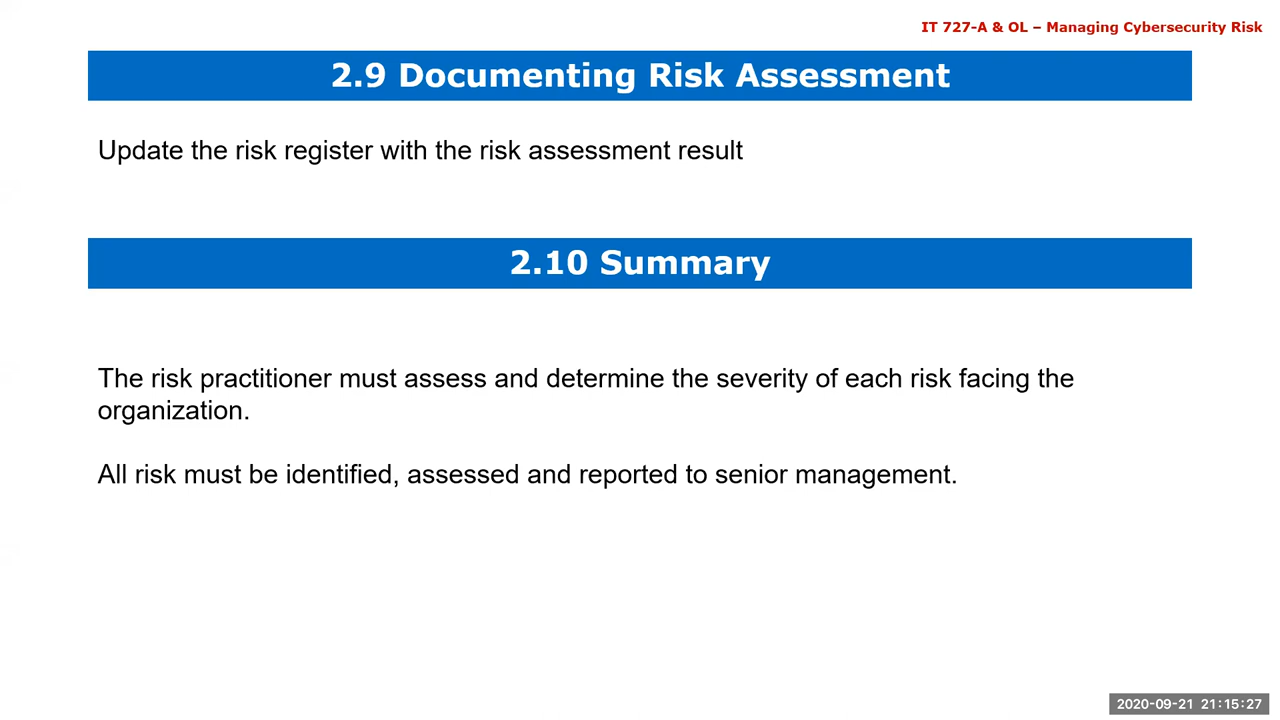 IT 727-A & OL – Managing Cybersecurity Risk
2.9 Documenting Risk Assessment
Update the risk register with the risk assessment result
2.10 Summary
The risk practitioner must assess and determine the severity of each risk facing the
organization.
All risk must be identified, assessed and reported to senior management.
2020-09-21 21:15:27